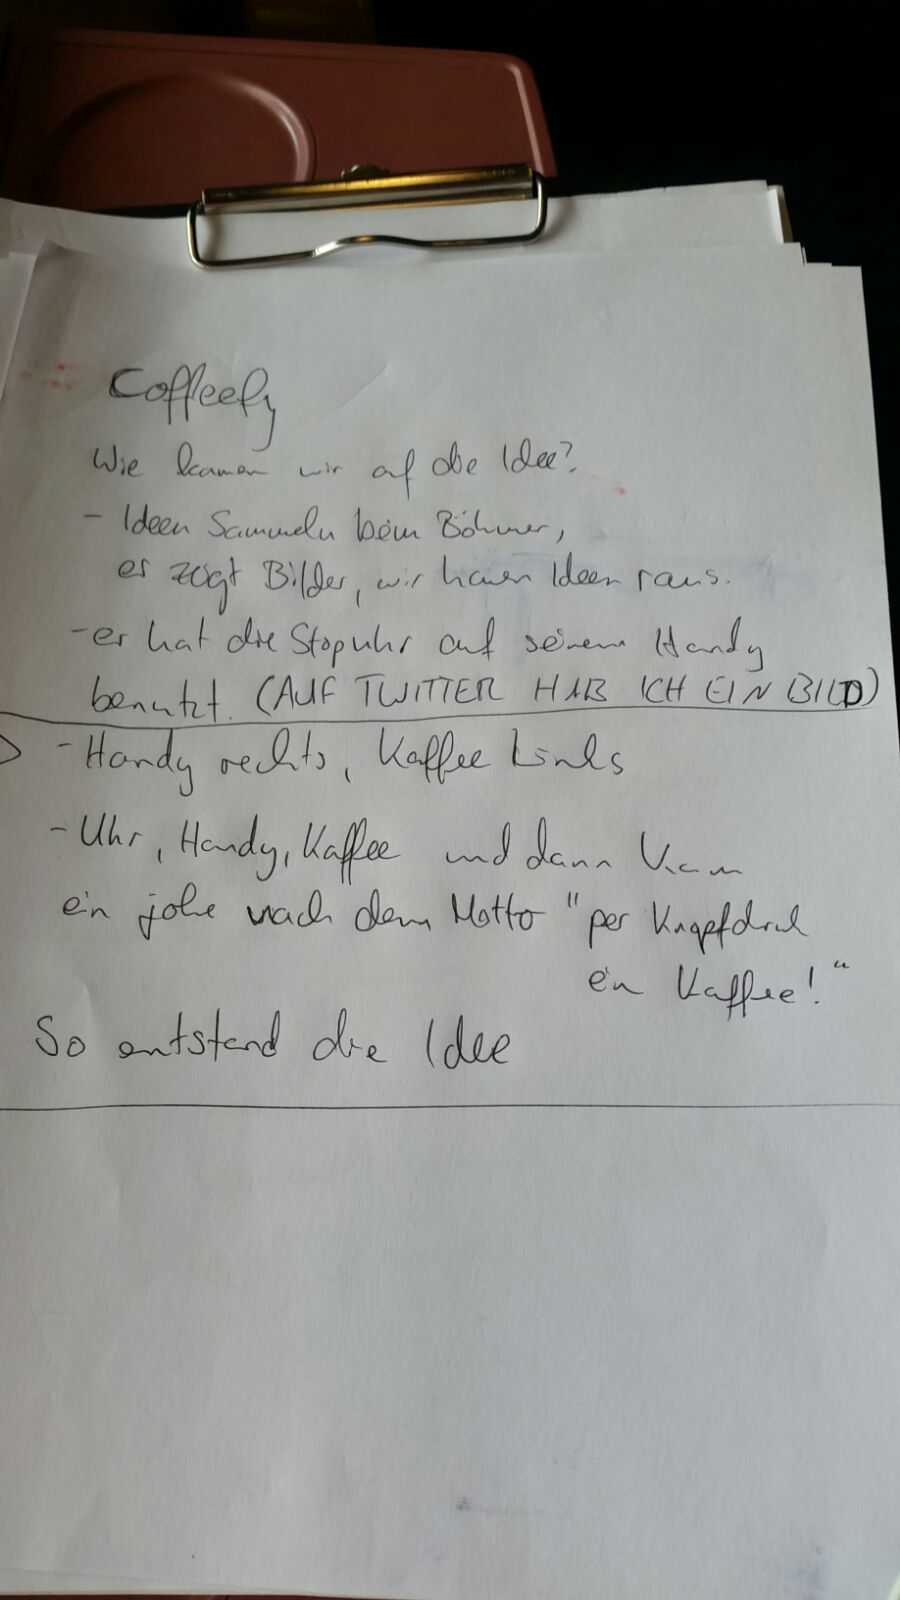 Coffeefy
Wie kamen wir auf die Idee?
- Ideen Sammeln beim Böhmer,
er zeigt Bilder, wir hauen Ideen raus.
- er hat die Stopuhr auf seinem Handy
benutzt. (AUF TWITTER HAB ICH EIN BILD)
- Handy rechts, Kaffee Links
- Uhr, Handy, Kaffee und dann kam
ein joke nach dem Motto "per Knopfdruck
ein Kaffee!"
So entstand die Idee